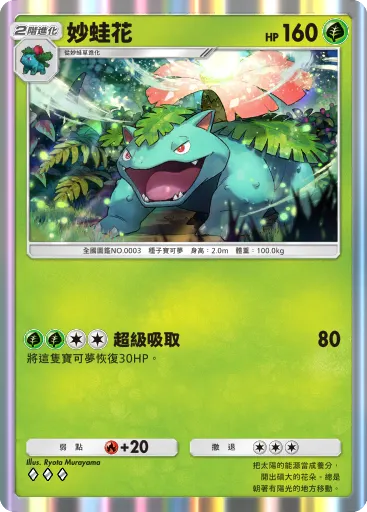 2階進化 妙蛙花 HP 160
從妙蛙草進化
全國圖鑑NO.0003 種子寶可夢 身高：2.0m 體重：100.0kg
超級吸取 80
將這隻寶可夢恢復30HP。
弱點 +20 撤退
Illus. Ryota Murayama
把太陽的能源當成養分，
開出碩大的花朵。總是
朝著有陽光的地方移動。